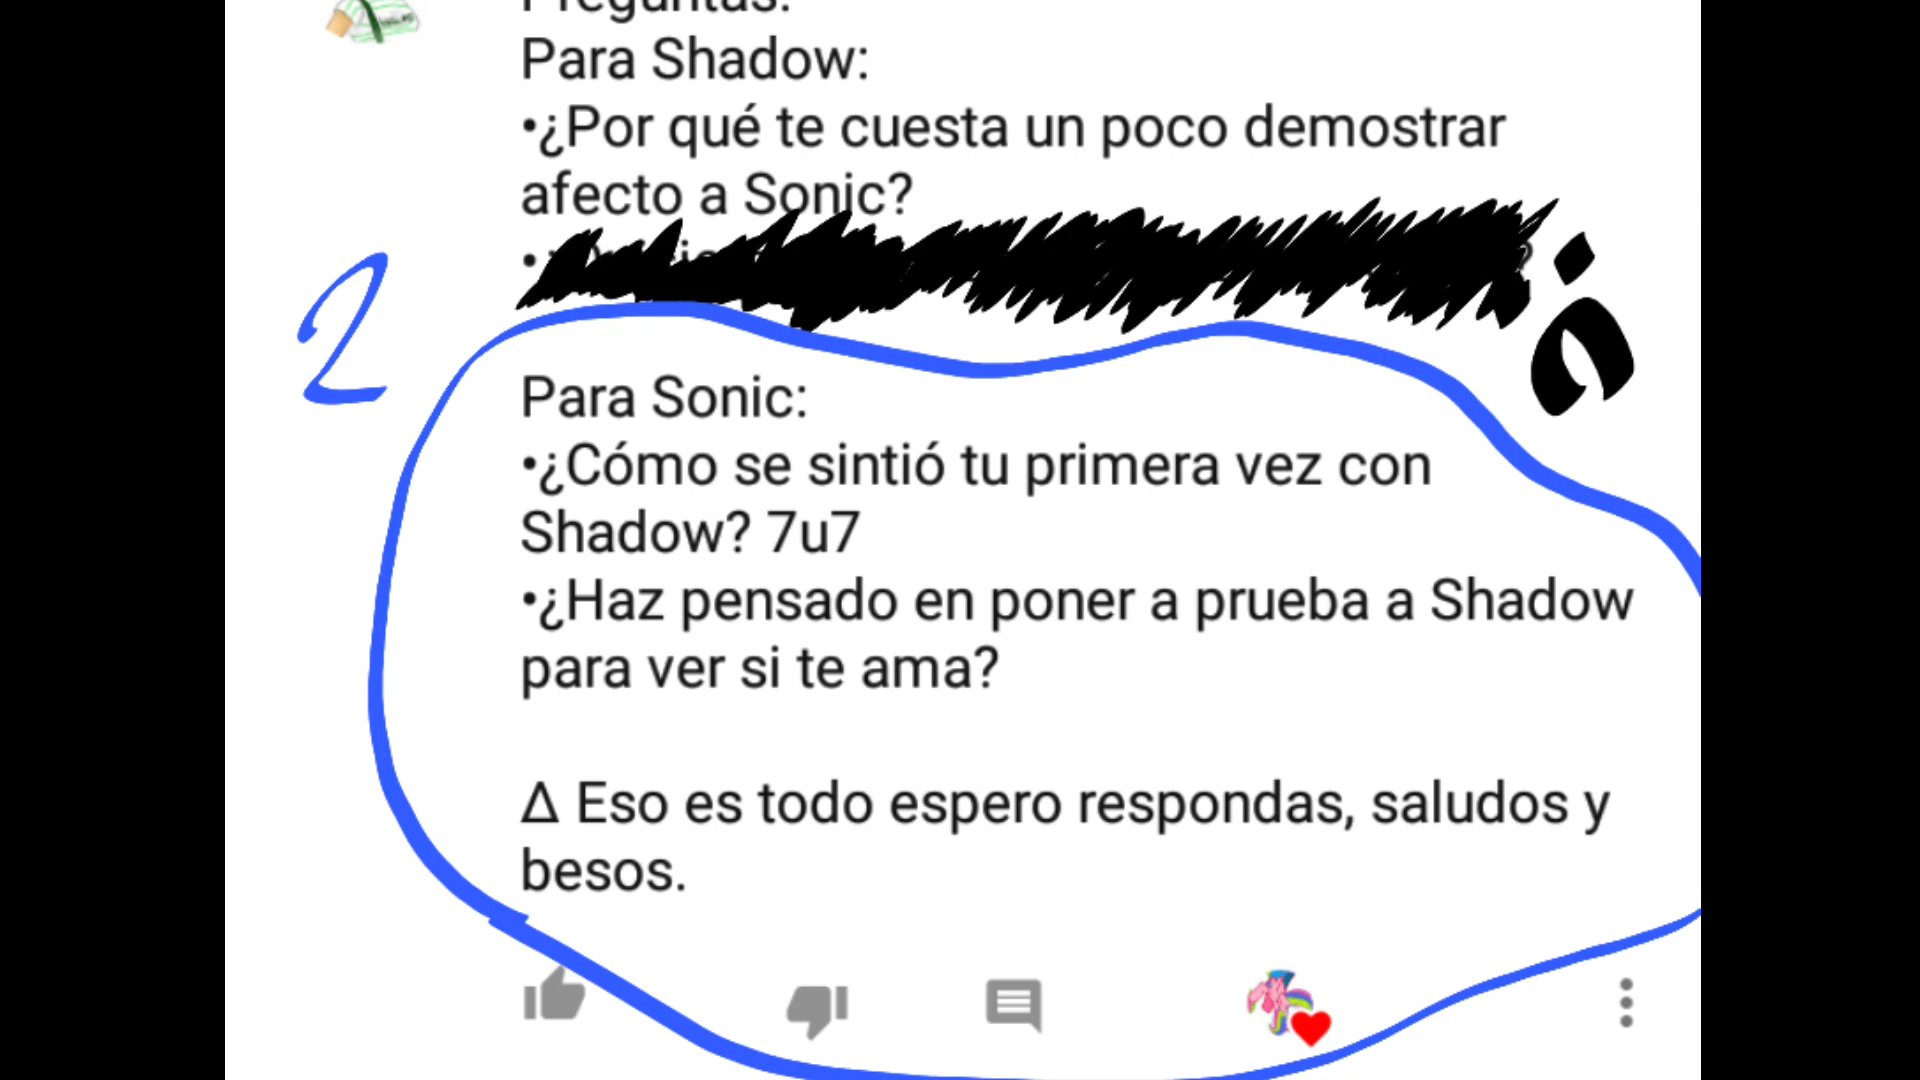 Preguntas:
Para Shadow:
•¿Por qué te cuesta un poco demostrar
afecto a Sonic?
2
Para Sonic:
•¿Cómo se sintió tu primera vez con
Shadow? 7u7
•¿Haz pensado en poner a prueba a Shadow
para ver si te ama?
Δ Eso es todo espero respondas, saludos y
besos.